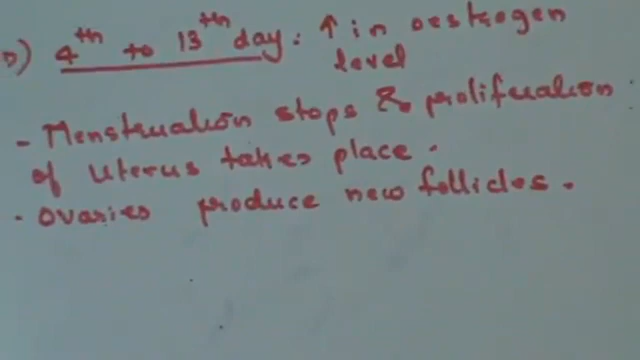 D) 4th to 13th day: ↑ in oestrogen
level
- Menstruation stops & proliferation
of uterus takes place.
- Ovaries produce new follicles.